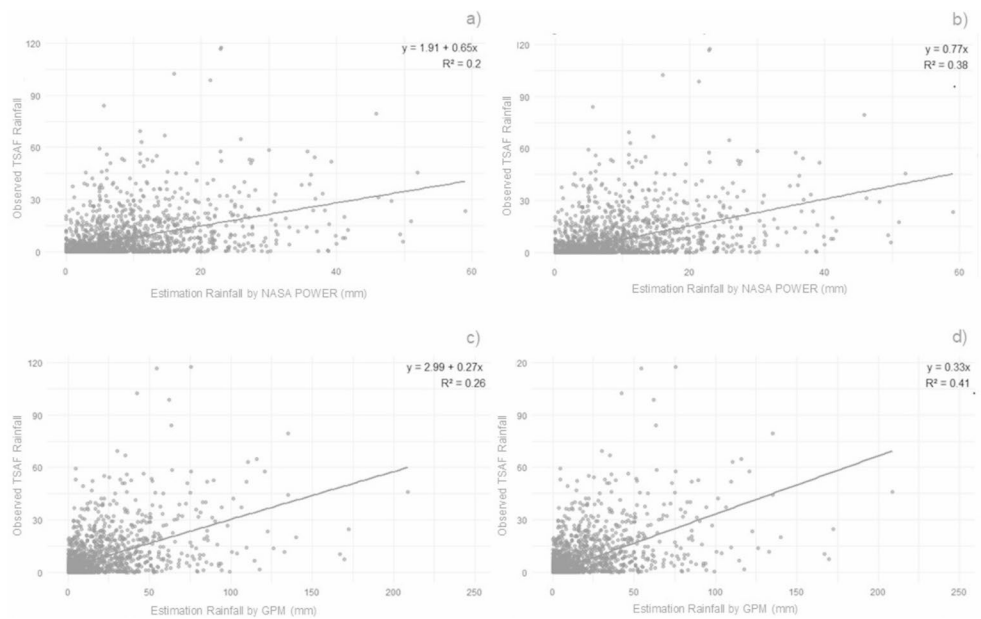 a)
y = 1.91 + 0.65x
R² = 0.2
120
90
60
30
0
Observed TSAF Rainfall
0 20 40 60
Estimation Rainfall by NASA POWER (mm)
b)
y = 0.77x
R² = 0.38
120
90
60
30
0
Observed TSAF Rainfall
0 20 40 60
Estimation Rainfall by NASA POWER (mm)
c)
y = 2.99 + 0.27x
R² = 0.26
120
90
60
30
0
Observed TSAF Rainfall
0 50 100 150 200 250
Estimation Rainfall by GPM (mm)
d)
y = 0.33x
R² = 0.41
20
90
60
30
0
Observed TSAF Rainfall
0 50 100 150 200 250
Estimation Rainfall by GPM (mm)